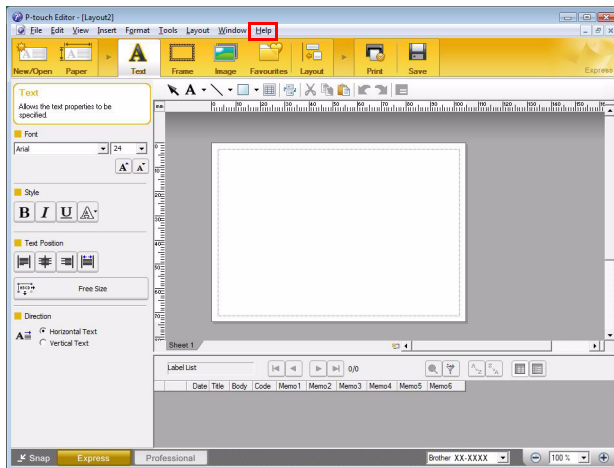 P-touch Editor - [Layout2]
File Edit View Insert Format Tools Layout Window Help
New/Open Paper Text Frame Image Favourites Layout Print Save Express
Text
Allows the text properties to be
specified.
Font
Arial 24
A A
Style
B I U A
Text Position
Free Size
Direction
Horizontal Text
Vertical Text
Sheet 1
Label List 0/0
Date Title Body Code Memo1 Memo2 Memo3 Memo4 Memo5 Memo6
Snap Express Professional Brother XX-XXXX 100 %